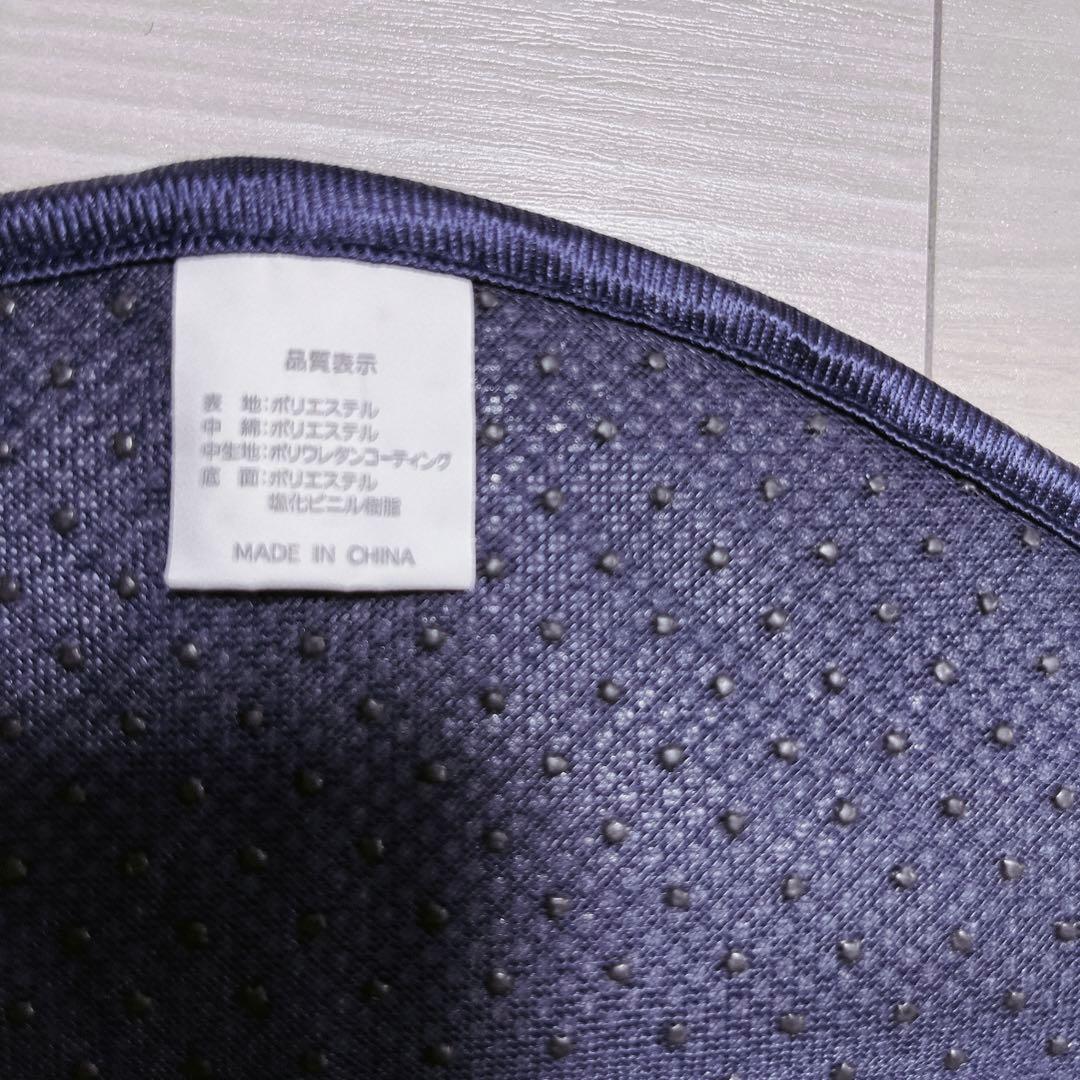 品質表示
表 地:ポリエステル
中 綿:ポリエステル
中生地:ポリウレタンコーティング
底 面:ポリエステル
塩化ビニル樹脂
MADE IN CHINA